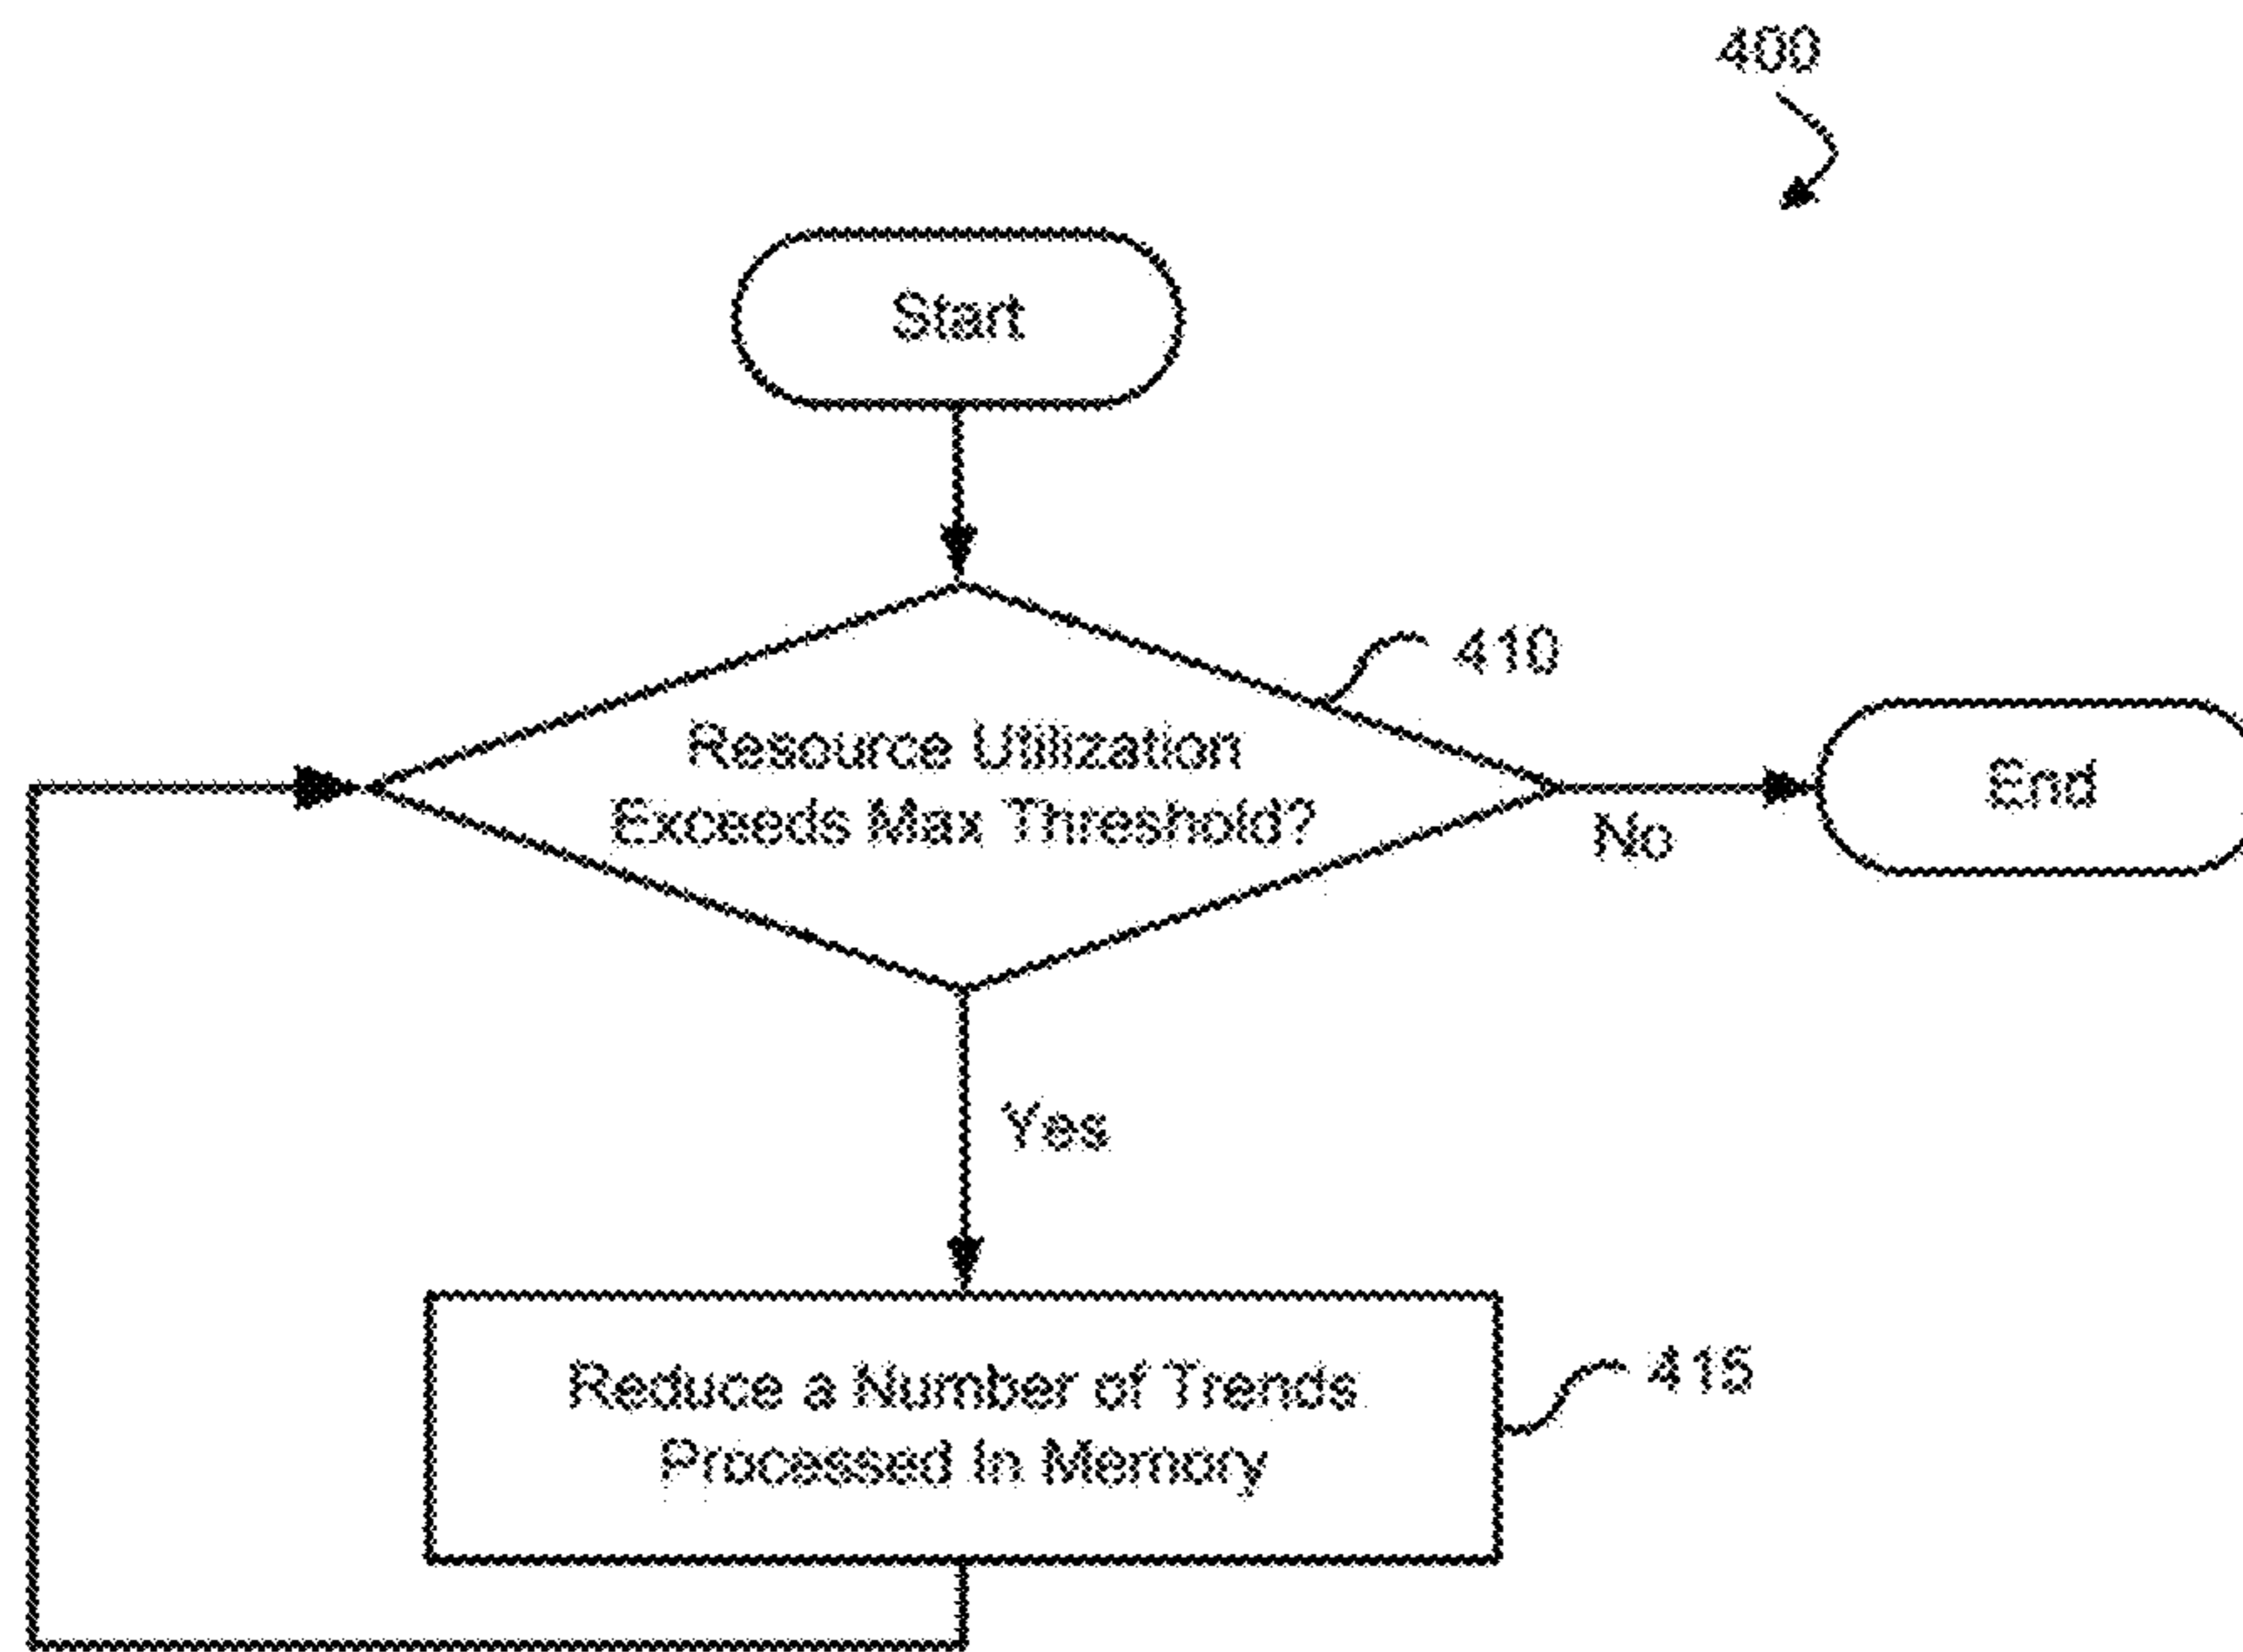 400
Start
410
Resource Utilization
Exceeds Max Threshold?
No
End
Yes
Reduce a Number of Trends
Processed In Memory
415